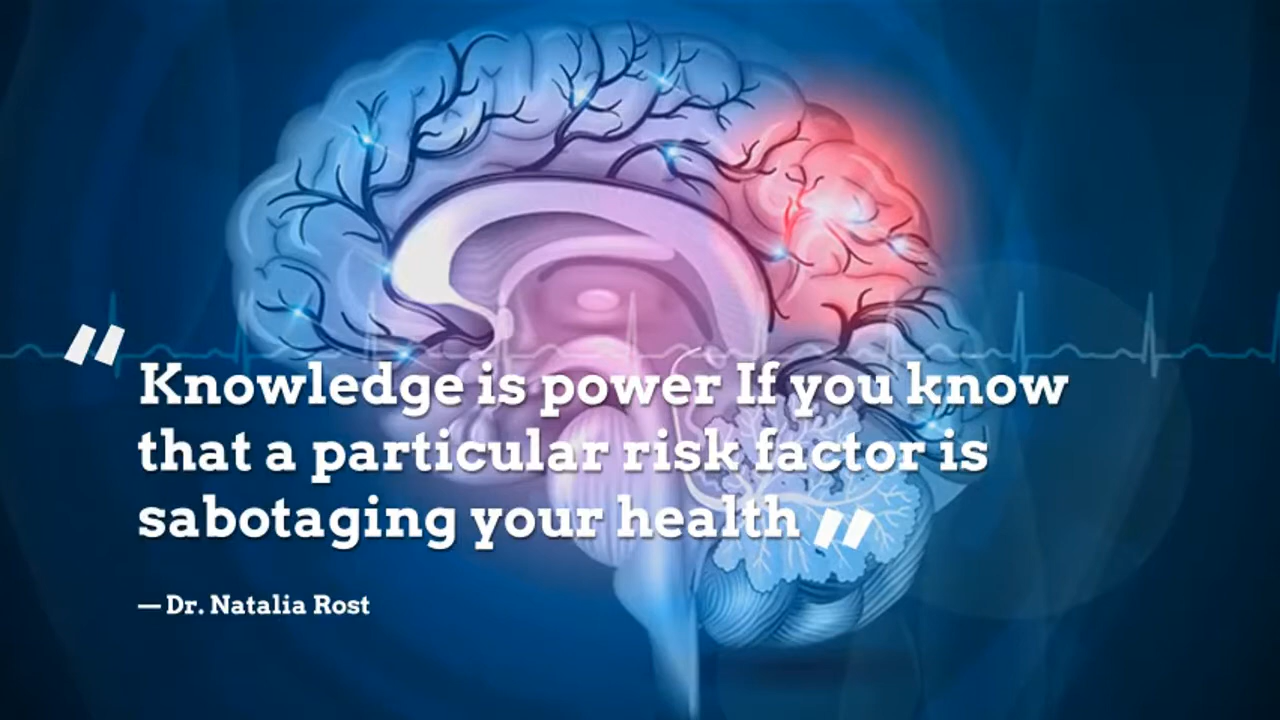 "Knowledge is power If you know
that a particular risk factor is
sabotaging your health"
— Dr. Natalia Rost